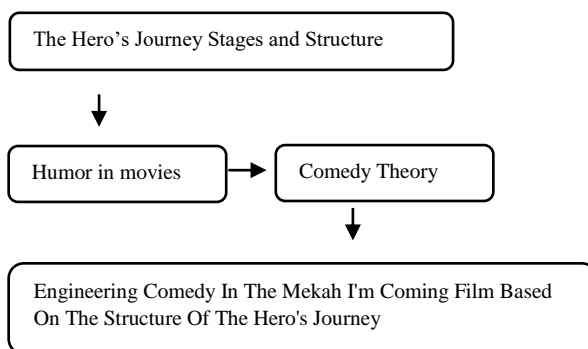 The Hero’s Journey Stages and Structure
Humor in movies
Comedy Theory
Engineering Comedy In The Mekah I'm Coming Film Based
On The Structure Of The Hero's Journey